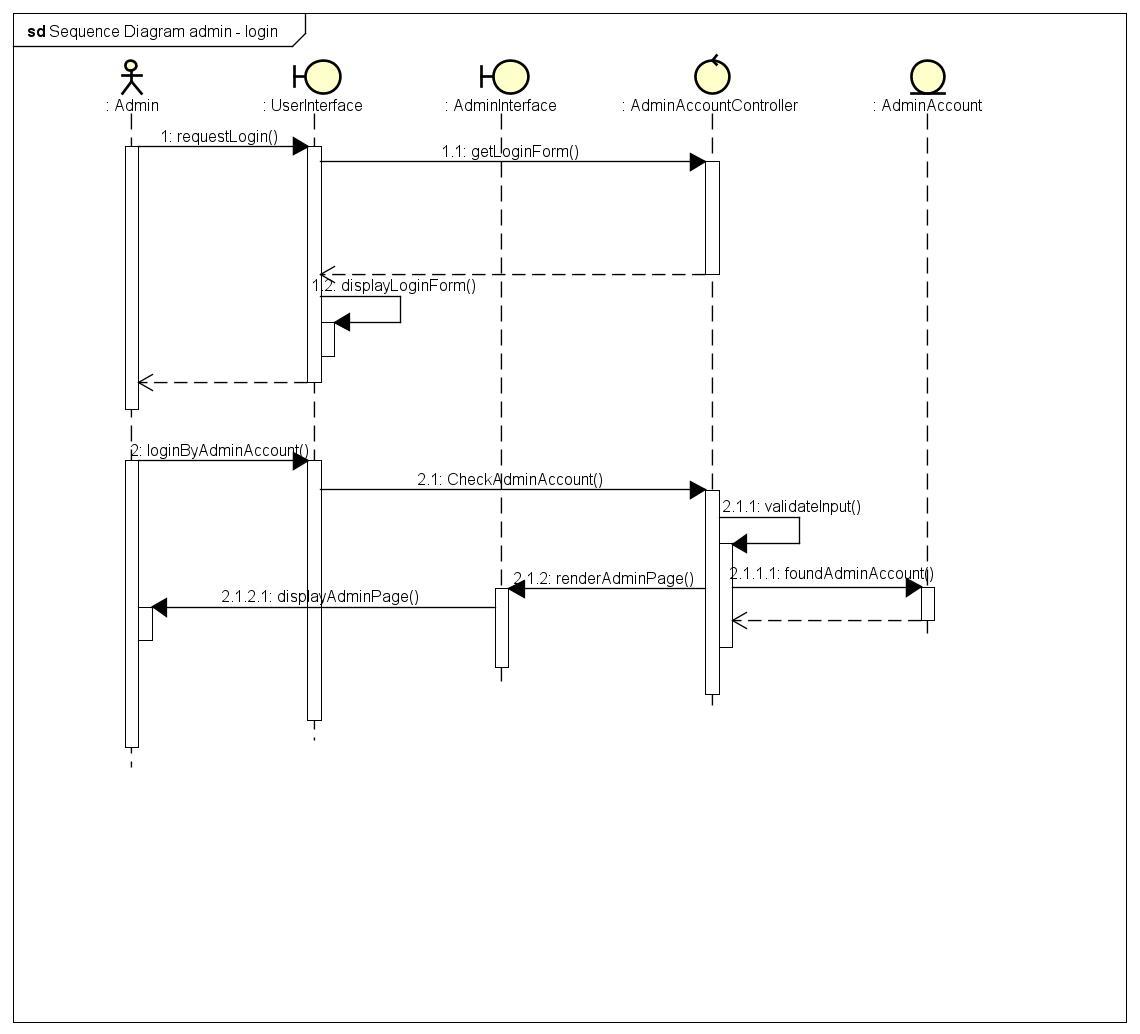 sd Sequence Diagram admin - login
: Admin
: UserInterface
: AdminInterface
: AdminAccountController
: AdminAccount
1: requestLogin()
1.1: getLoginForm()
1.2: displayLoginForm()
2: loginByAdminAccount()
2.1: CheckAdminAccount()
2.1.1: validateInput()
2.1.1.1: foundAdminAccount()
2.1.2: renderAdminPage()
2.1.2.1: displayAdminPage()